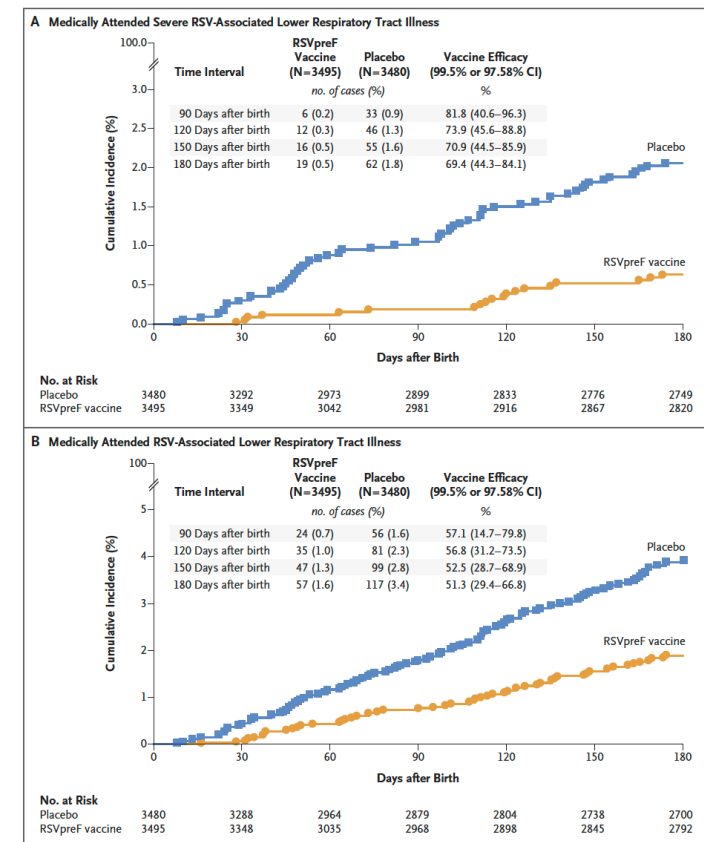 A Medically Attended Severe RSV-Associated Lower Respiratory Tract Illness
100.0
3.0
2.5
2.0
1.5
1.0
0.5
0.0
Cumulative Incidence (%)
RSVpreF
Vaccine Placebo Vaccine Efficacy
Time Interval (N=3495) (N=3480) (99.5% or 97.58% CI)
no. of cases (%) %
90 Days after birth 6 (0.2) 33 (0.9) 81.8 (40.6–96.3)
120 Days after birth 12 (0.3) 46 (1.3) 73.9 (45.6–88.8)
150 Days after birth 16 (0.5) 55 (1.6) 70.9 (44.5–85.9)
180 Days after birth 19 (0.5) 62 (1.8) 69.4 (44.3–84.1)
Placebo
RSVpreF vaccine
0 30 60 90 120 150 180
Days after Birth
No. at Risk
Placebo 3480 3292 2973 2899 2833 2776 2749
RSVpreF vaccine 3495 3349 3042 2981 2916 2867 2820
B Medically Attended RSV-Associated Lower Respiratory Tract Illness
100
5
4
3
2
1
0
Cumulative Incidence (%)
RSVpreF
Vaccine Placebo Vaccine Efficacy
Time Interval (N=3495) (N=3480) (99.5% or 97.58% CI)
no. of cases (%) %
90 Days after birth 24 (0.7) 56 (1.6) 57.1 (14.7–79.8)
120 Days after birth 35 (1.0) 81 (2.3) 56.8 (31.2–73.5)
150 Days after birth 47 (1.3) 99 (2.8) 52.5 (28.7–68.9)
180 Days after birth 57 (1.6) 117 (3.4) 51.3 (29.4–66.8)
Placebo
RSVpreF vaccine
0 30 60 90 120 150 180
Days after Birth
No. at Risk
Placebo 3480 3288 2964 2879 2804 2738 2700
RSVpreF vaccine 3495 3348 3035 2968 2898 2845 2792